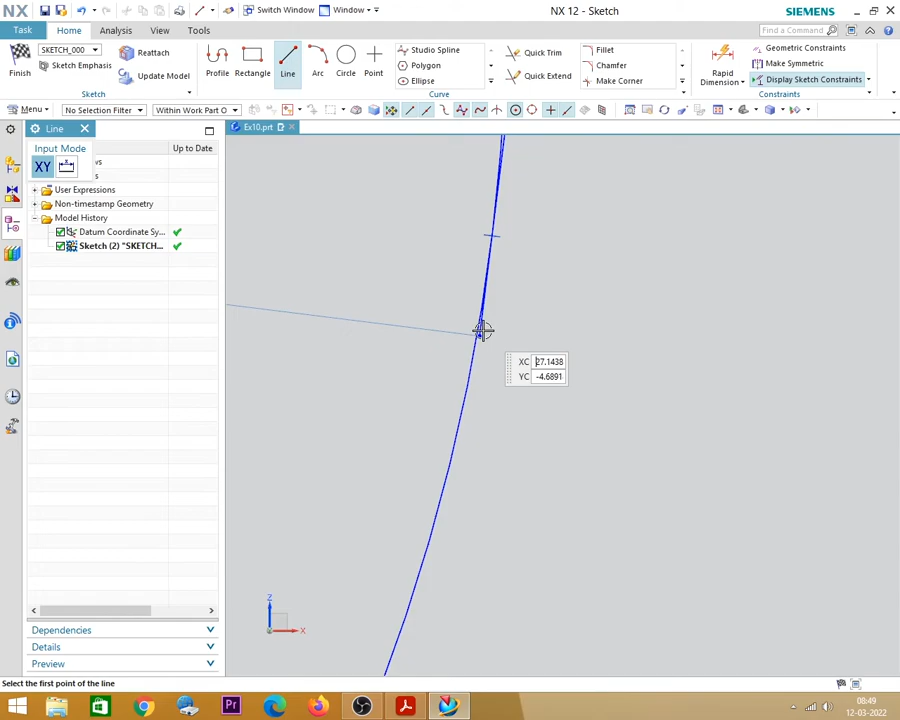 NX
Switch Window
Window
NX 12 - Sketch
SIEMENS
Task
Home
Analysis
View
Tools
Find a Command
Finish
SKETCH_000
Sketch Emphasis
Reattach
Update Model
Sketch
Profile
Rectangle
Line
Arc
Circle
Point
Studio Spline
Polygon
Ellipse
Curve
Quick Trim
Quick Extend
Fillet
Chamfer
Make Corner
Rapid
Dimension
Geometric Constraints
Make Symmetric
Display Sketch Constraints
Constraints
Menu
No Selection Filter
Within Work Part O
Line
Ex10.prt
Input Mode
XY
Up to Date
ws
s
User Expressions
Non-timestamp Geometry
Model History
Datum Coordinate Sy...
Sketch (2) "SKETCH...
XC 27.1438
YC -4.6891
Z
X
Dependencies
Details
Preview
Select the first point of the line
Pr
08:49
12-03-2022